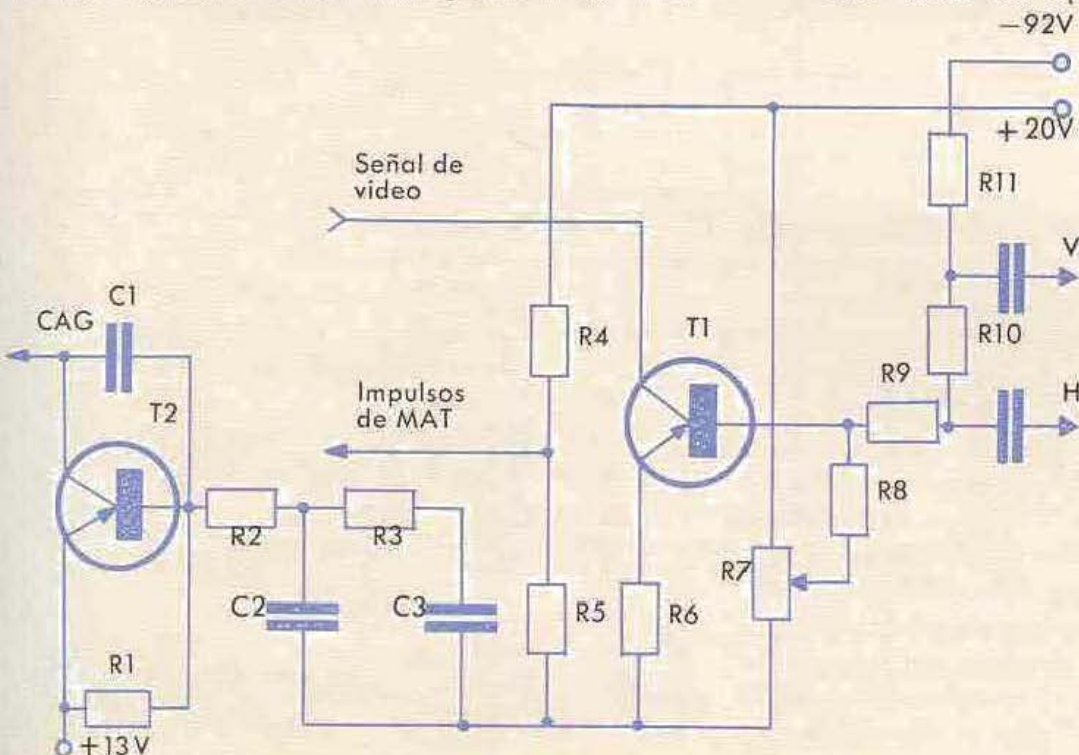 −92V
+ 20V
R11
Señal de
video
V
C1
CAG
R4
T1
R10
R9
H
T2
Impulsos
de MAT
R8
R2
R3
R7
C2
C3
R5
R6
R1
+13V